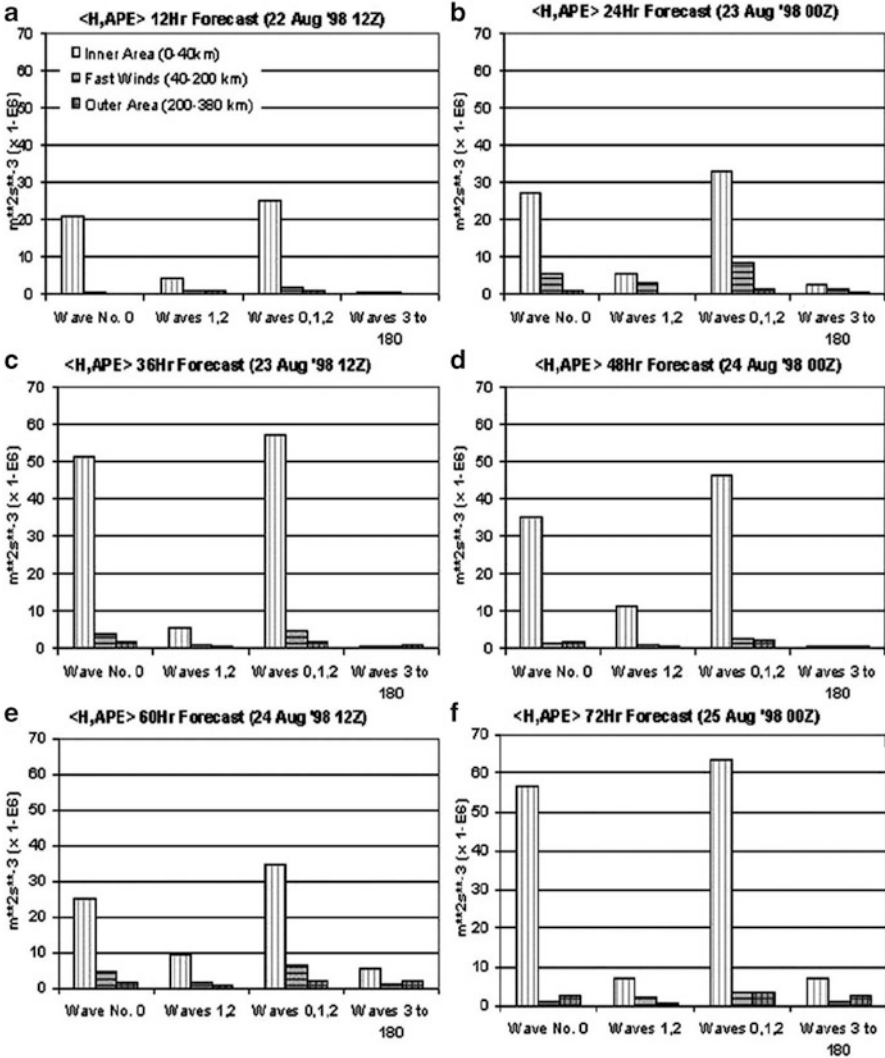 a
<H,APE> 12Hr Forecast (22 Aug '98 12Z)
m**2s**-3 (x 1-E6)
70
60
50
40
30
20
10
0
Inner Area (0-40km)
Fast Winds (40-200 km)
Outer Area (200-380 km)
Wave No. 0
Waves 1,2
Waves 0,1,2
Waves 3 to
180
b
<H,APE> 24Hr Forecast (23 Aug '98 00Z)
m**2s**-3 (x 1-E6)
70
60
50
40
30
20
10
0
Wave No. 0
Waves 1,2
Waves 0,1,2
Waves 3 to
180
c
<H,APE> 36Hr Forecast (23 Aug '98 12Z)
m**2s**-3 (x 1-E6)
70
60
50
40
30
20
10
0
Wave No. 0
Waves 1,2
Waves 0,1,2
Waves 3 to
180
d
<H,APE> 48Hr Forecast (24 Aug '98 00Z)
m**2s**-3 (x 1-E6)
70
60
50
40
30
20
10
0
Wave No. 0
Waves 1,2
Waves 0,1,2
Waves 3 to
180
e
<H,APE> 60Hr Forecast (24 Aug '98 12Z)
m**2s**-3 (x 1-E6)
70
60
50
40
30
20
10
0
Wave No. 0
Waves 1,2
Waves 0,1,2
Waves 3 to
180
f
<H,APE> 72Hr Forecast (25 Aug '98 00Z)
m**2s**-3 (x 1-E6)
70
60
50
40
30
20
10
0
Wave No. 0
Waves 1,2
Waves 0,1,2
Waves 3 to
180